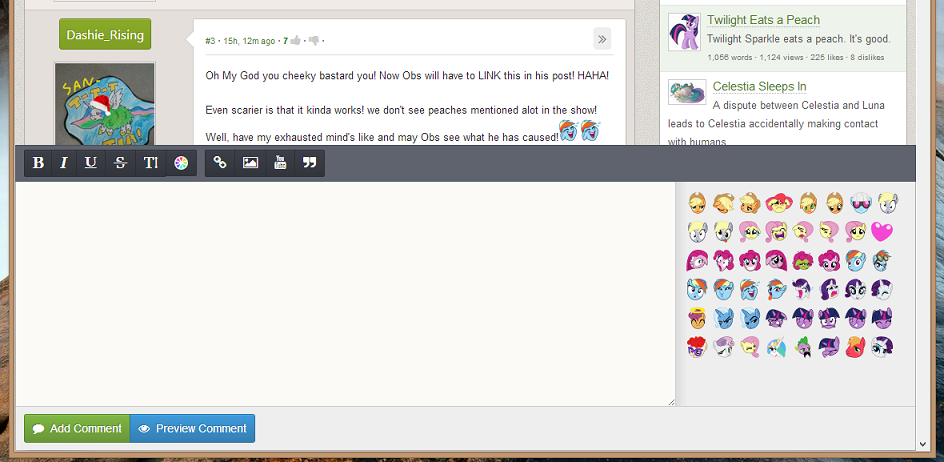 Dashie_Rising
#3 · 15h, 12m ago · 7 · ·
Oh My God you cheeky bastard you! Now Obs will have to LINK this in his post! HAHA!
Even scarier is that it kinda works! we don't see peaches mentioned alot in the show!
Well, have my exhausted mind's like and may Obs see what he has caused!
Twilight Eats a Peach
Twilight Sparkle eats a peach. It's good.
1,056 words · 1,124 views · 225 likes · 8 dislikes
Celestia Sleeps In
A dispute between Celestia and Luna
leads to Celestia accidentally making contact
with humans
B I U S TI You Tube
Add Comment Preview Comment